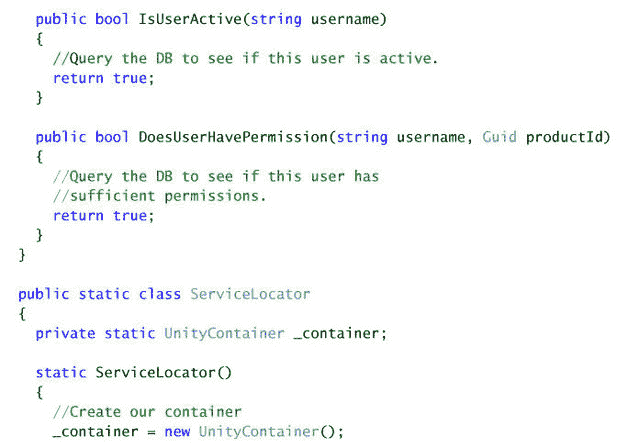 public bool IsUserActive(string username)
{
//Query the DB to see if this user is active.
return true;
}
public bool DoesUserHavePermission(string username, Guid productId)
{
//Query the DB to see if this user has
//sufficient permissions.
return true;
}
}
public static class ServiceLocator
{
private static UnityContainer _container;
static ServiceLocator()
{
//Create our container
_container = new UnityContainer();